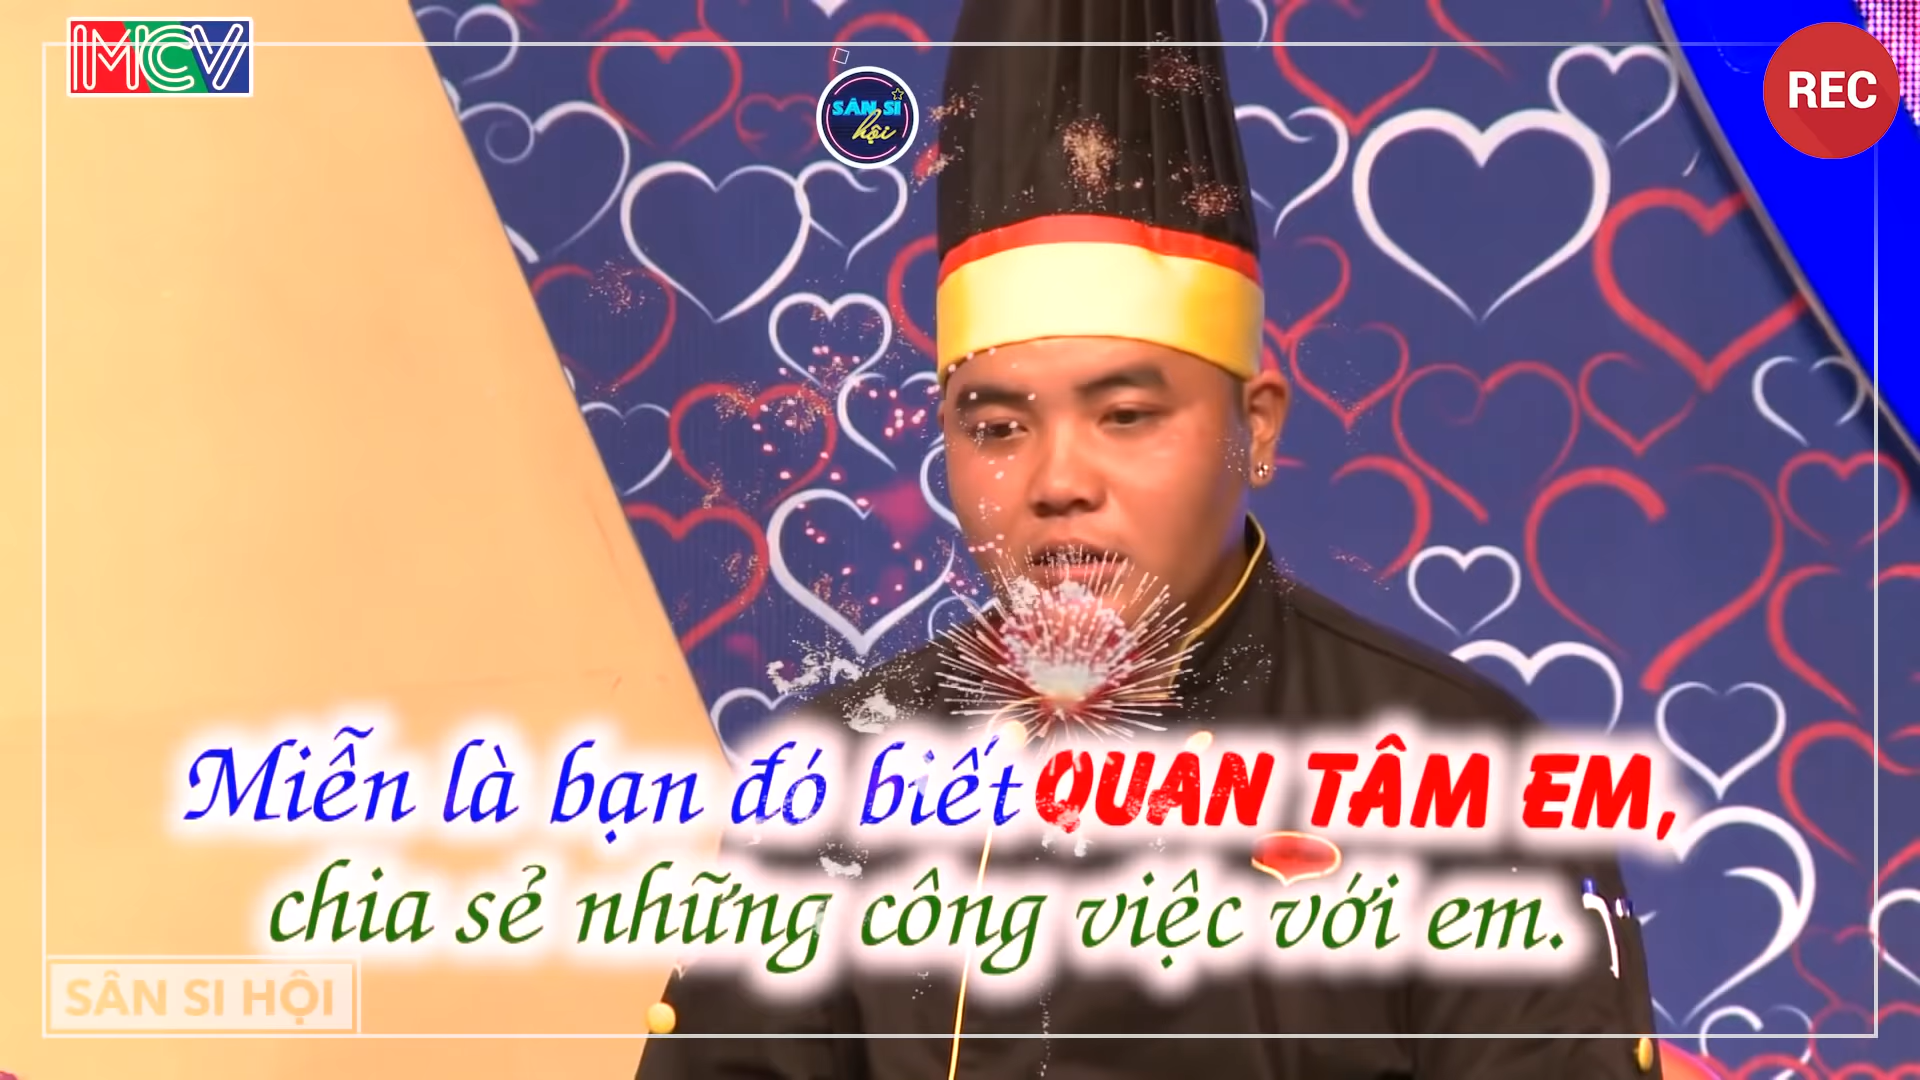 MCV
SÂN SI
hội
REC
Miễn là bạn đó biết QUAN TÂM EM,
chia sẻ những công việc với em.
SÂN SI HỘI